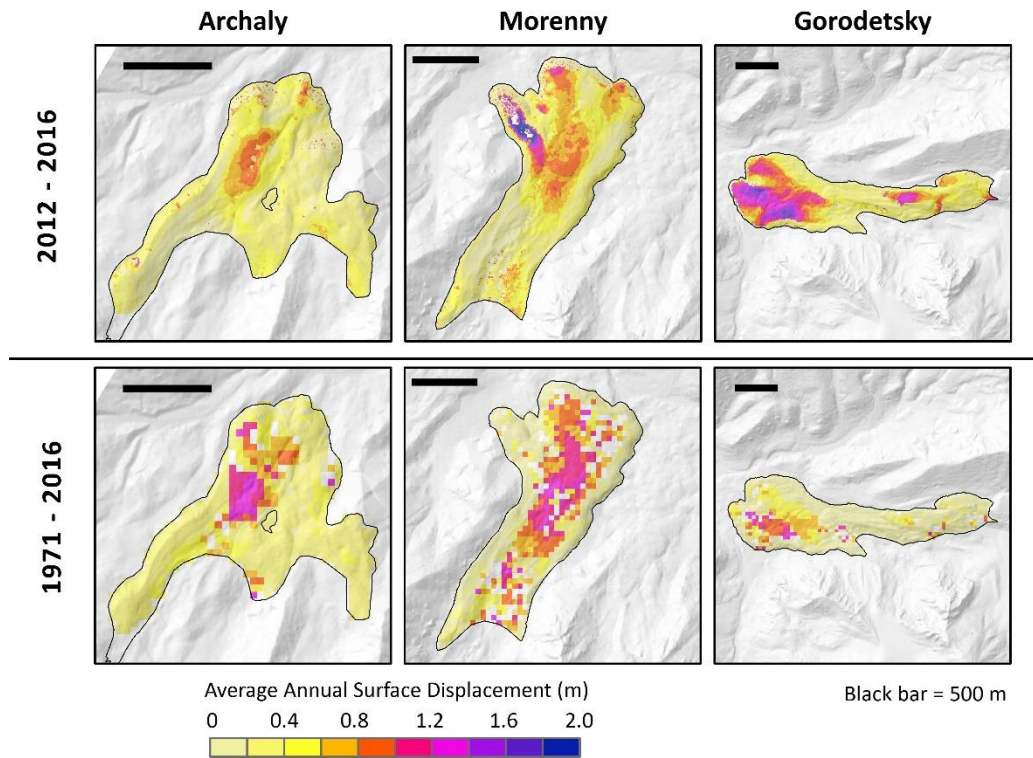 Archaly Morenny Gorodetsky
2012 - 2016
1971 - 2016
Average Annual Surface Displacement (m)
0 0.4 0.8 1.2 1.6 2.0
Black bar = 500 m